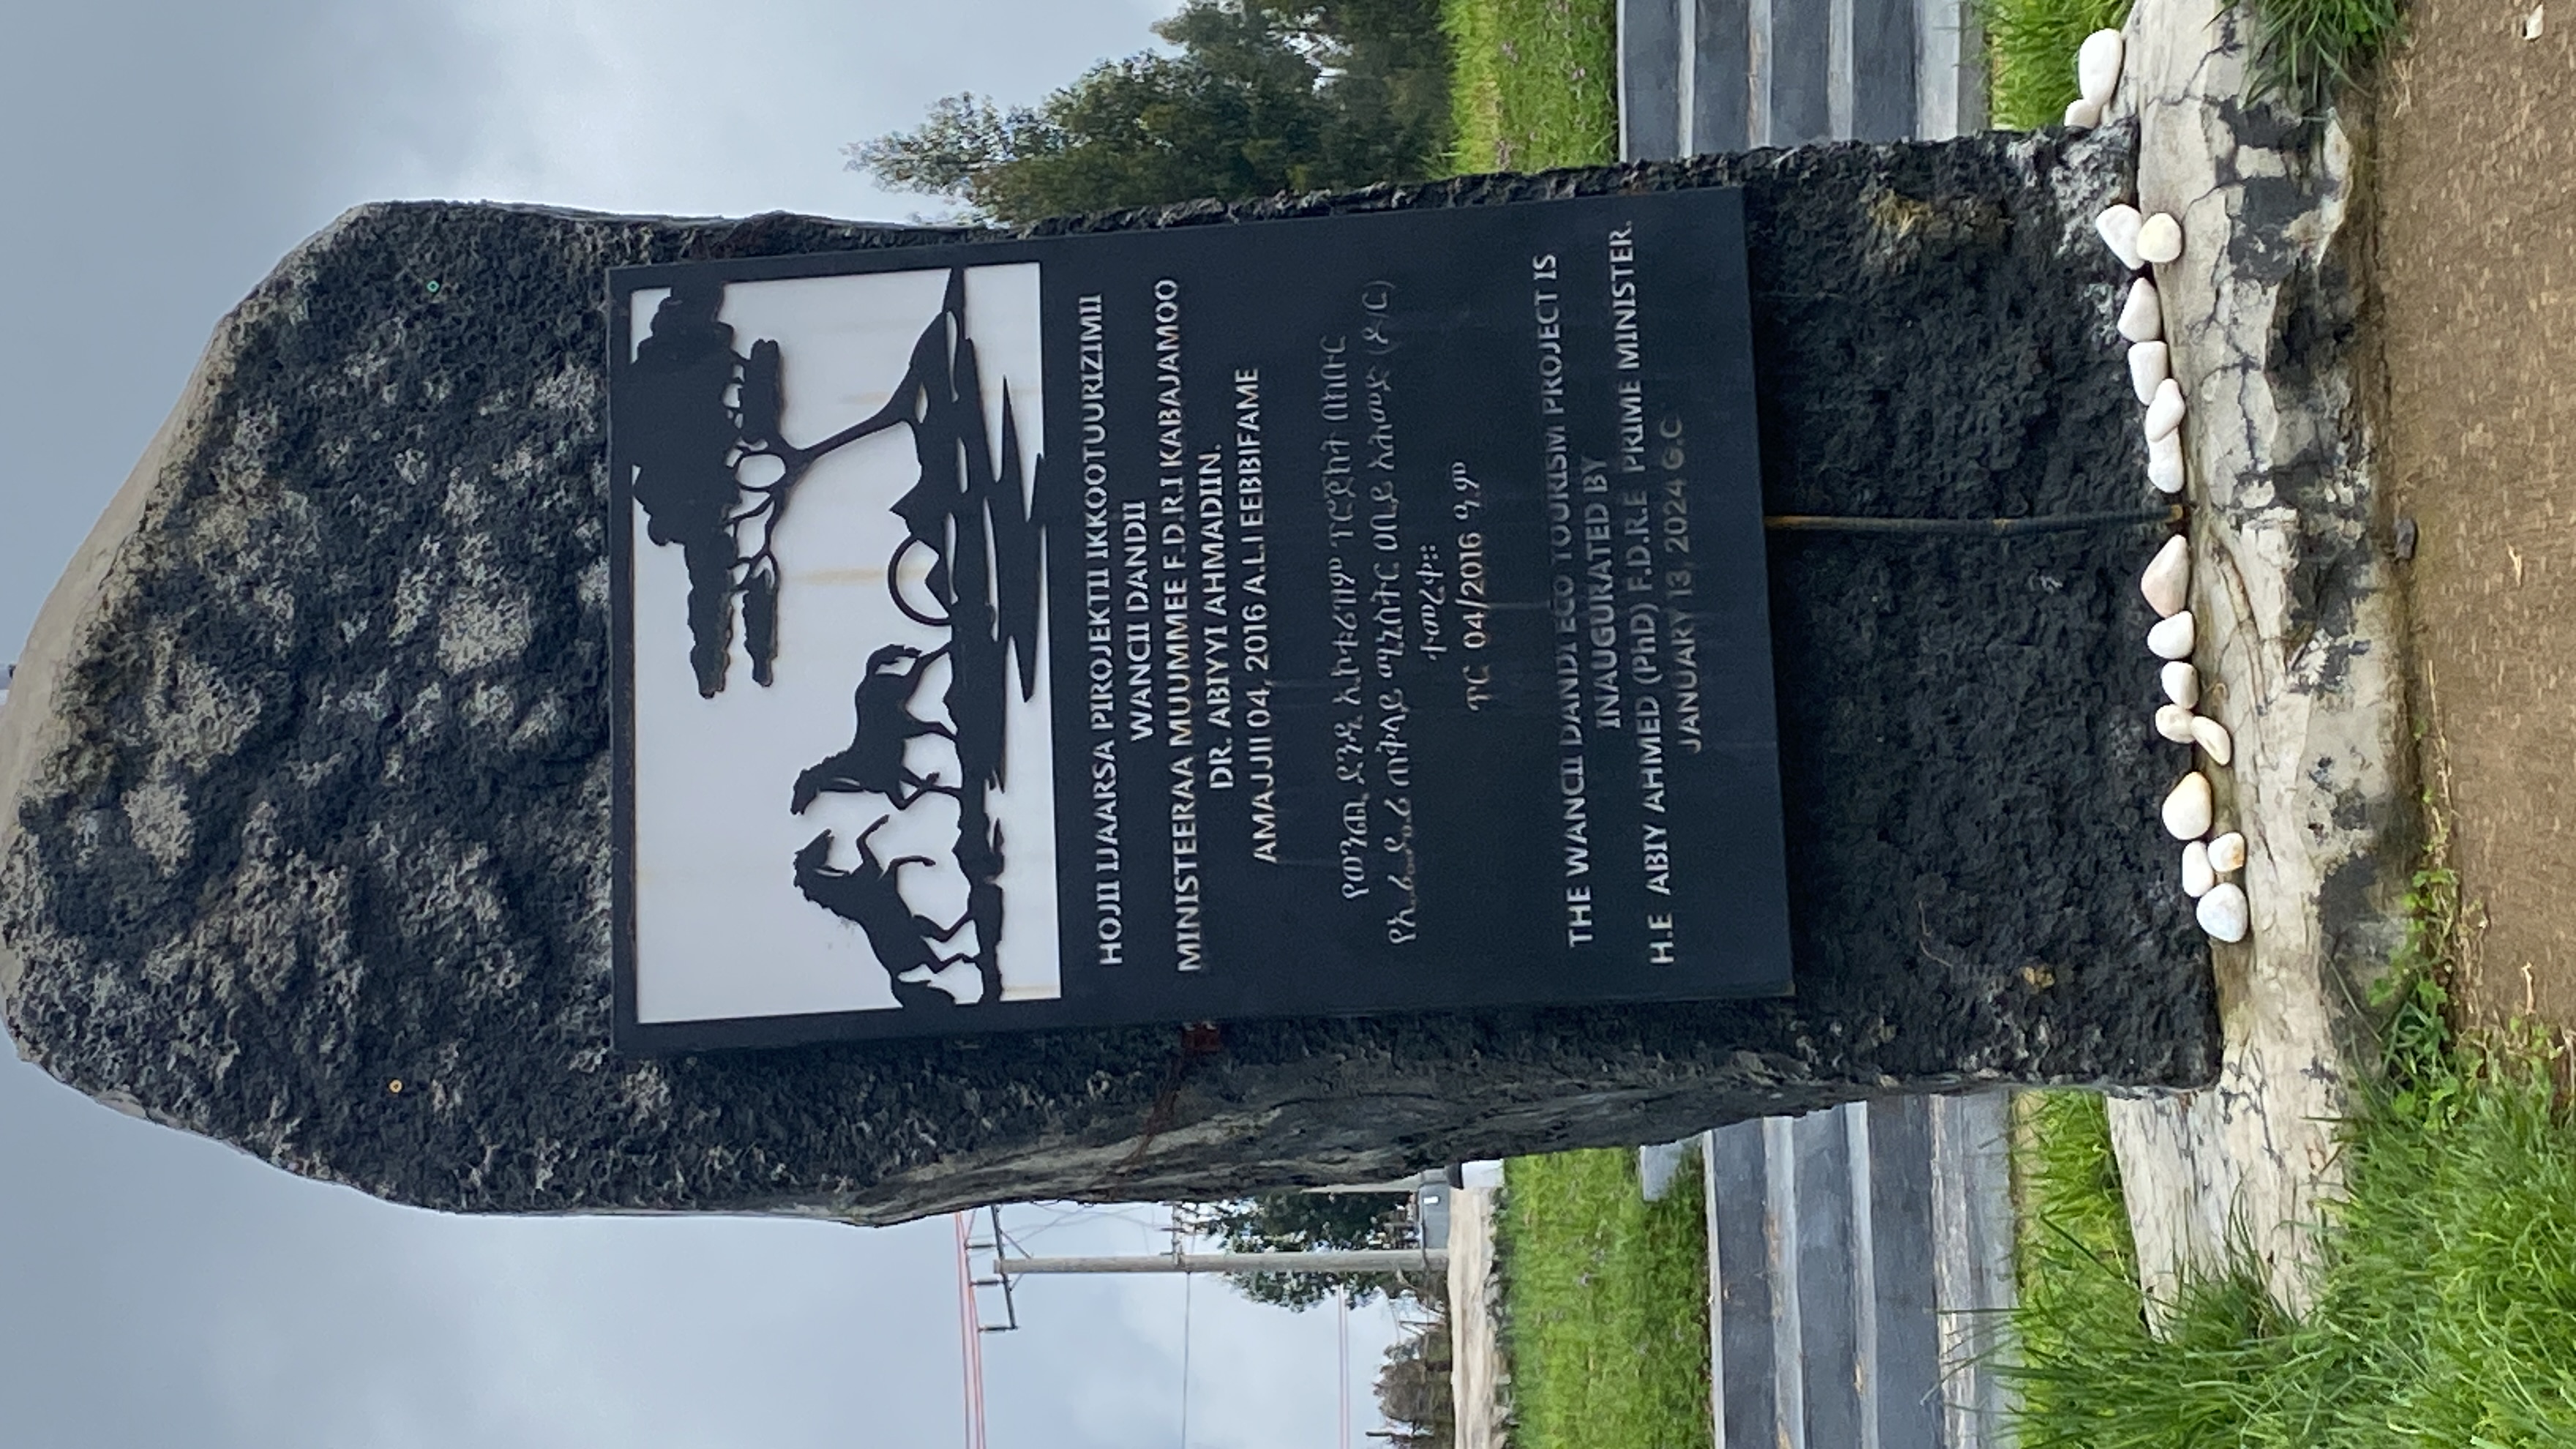 HOJII IJAARSA PIROJEKTII IKKOOTUURIZIMII
WANCII DANDII
MINISTEERAA MUUMMEE F.D.R.I KABAJAMOO
DR. ABIYYI AHMADIIN.
AMAJJII 04, 2016 A.L.I EEBBIFAME
የወንጪ ደንዲ ኢኮቱሪዝም ፕሮጀክት በክቡር
የኢ.ፌ.ዴ.ሪ ጠቅላይ ሚኒስትር ዐቢይ አሕመድ (ዶ/ር)
ተመረቀ።
ጥር 04/2016 ዓ.ም
THE WANCII DANDI ECO TOURISM PROJECT IS
INAUGURATED BY
H.E ABIY AHMED (PhD) F.D.R.E PRIME MINISTER.
JANUARY 13, 2024 G.C